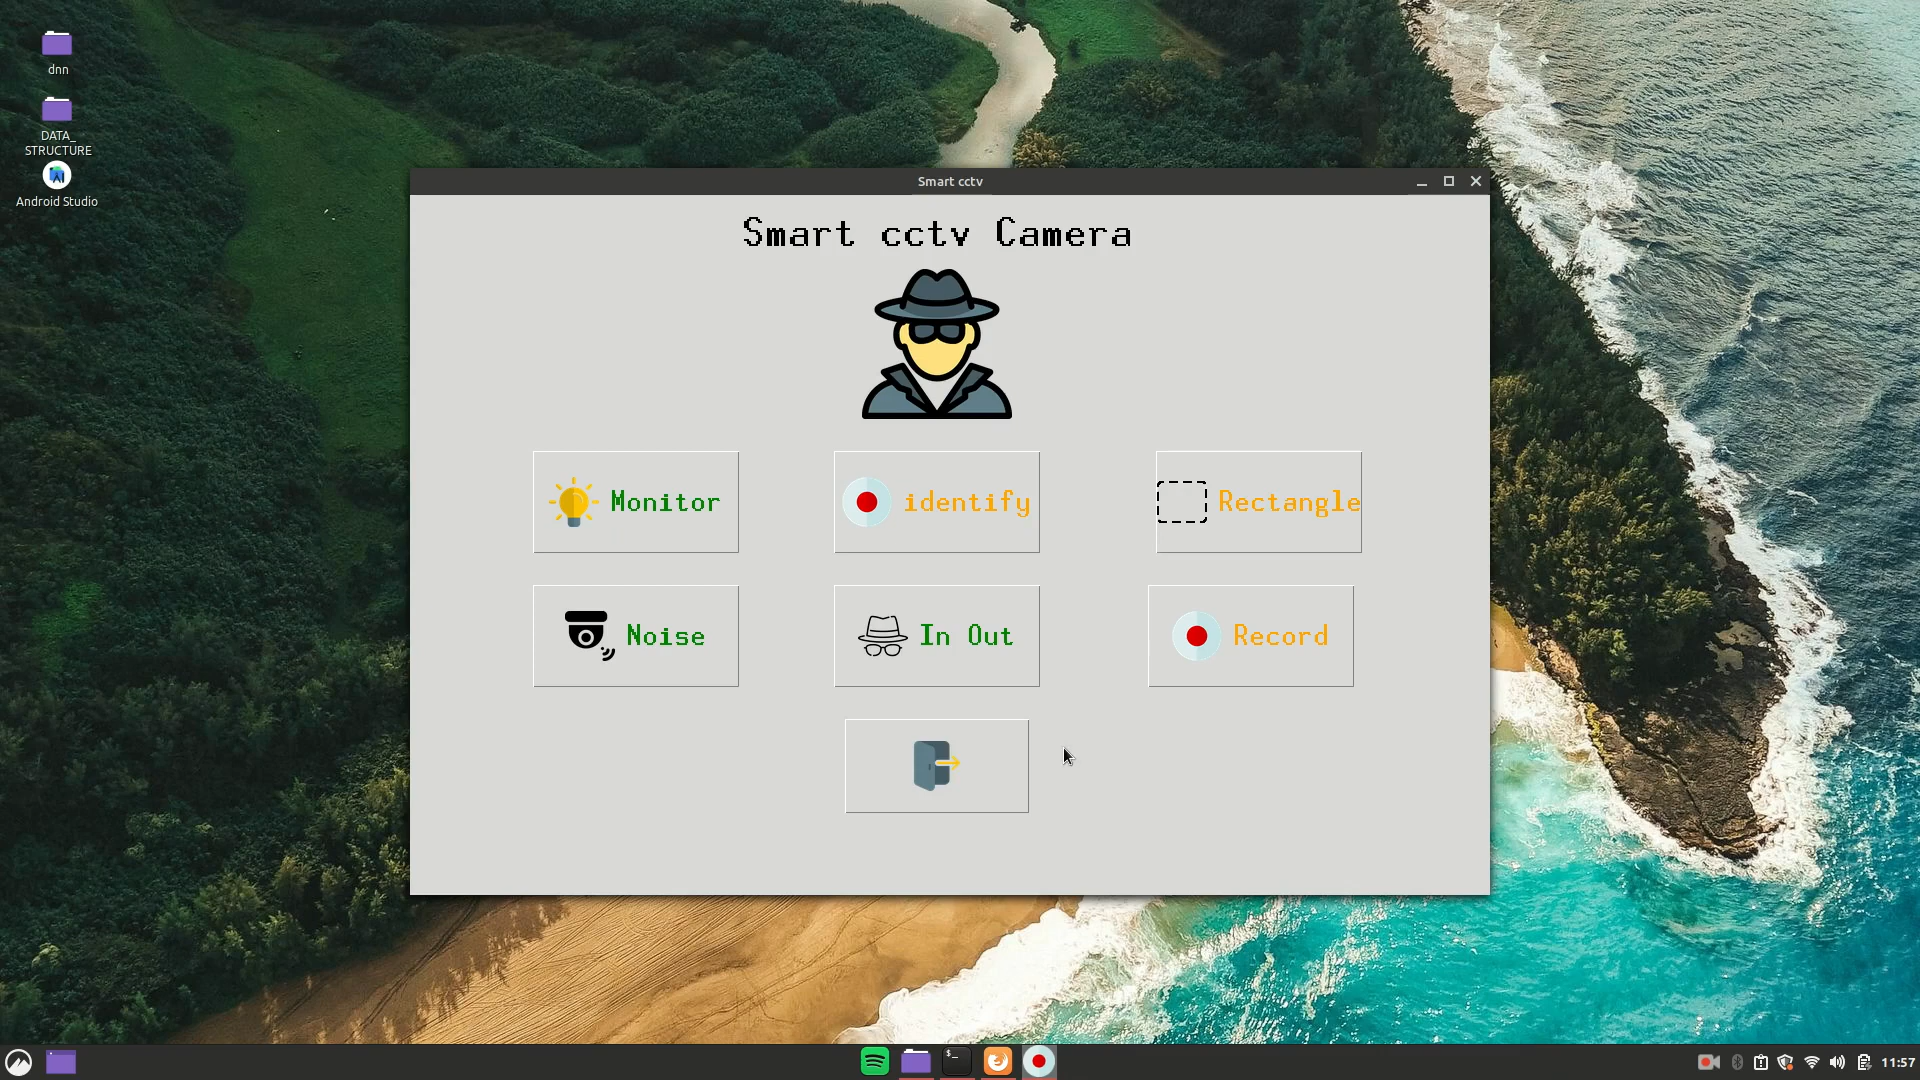 dnn
DATA_
STRUCTURE
Android Studio
Smart cctv
Smart cctv Camera
Monitor
identify
Rectangle
Noise
In Out
Record
$_
11:57